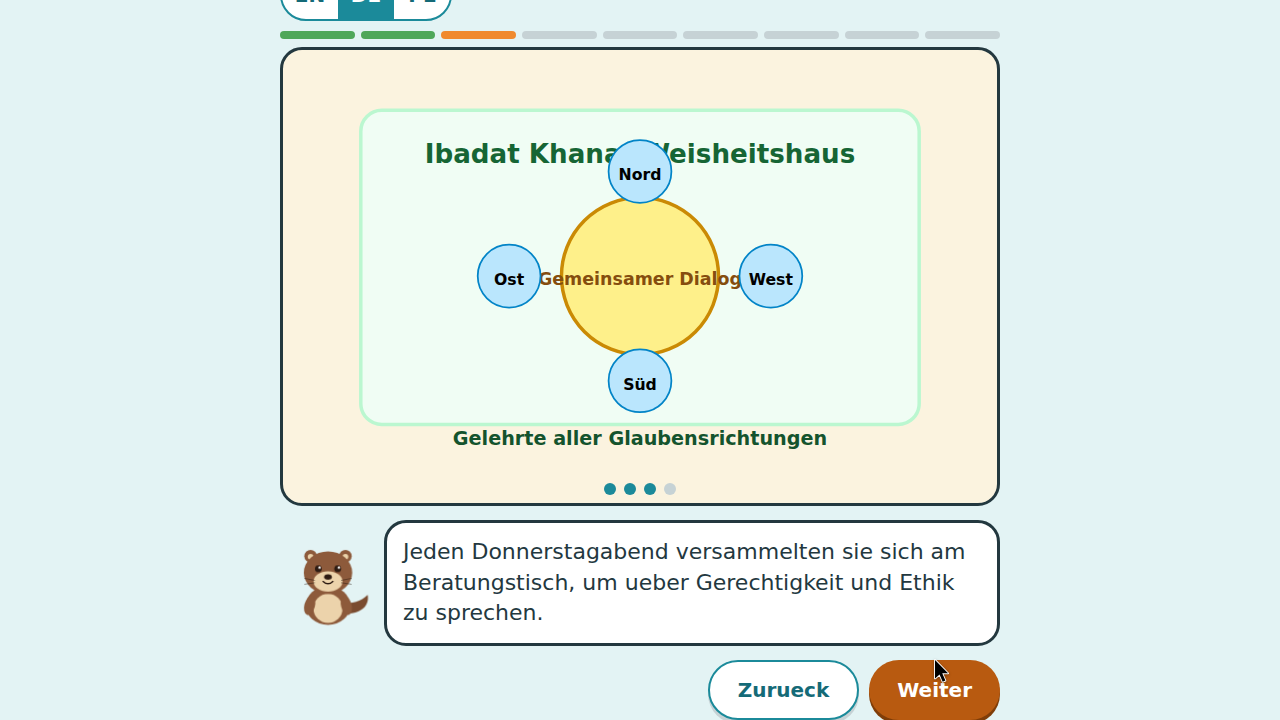 DE
Ibadat Khana
Nord
Ost
Gemeinsamer Dialog
West
Süd
Gelehrte aller Glaubensrichtungen
Jeden Donnerstagabend versammelten sie sich am
Beratungstisch, um ueber Gerechtigkeit und Ethik
zu sprechen.
Zurueck
Weiter